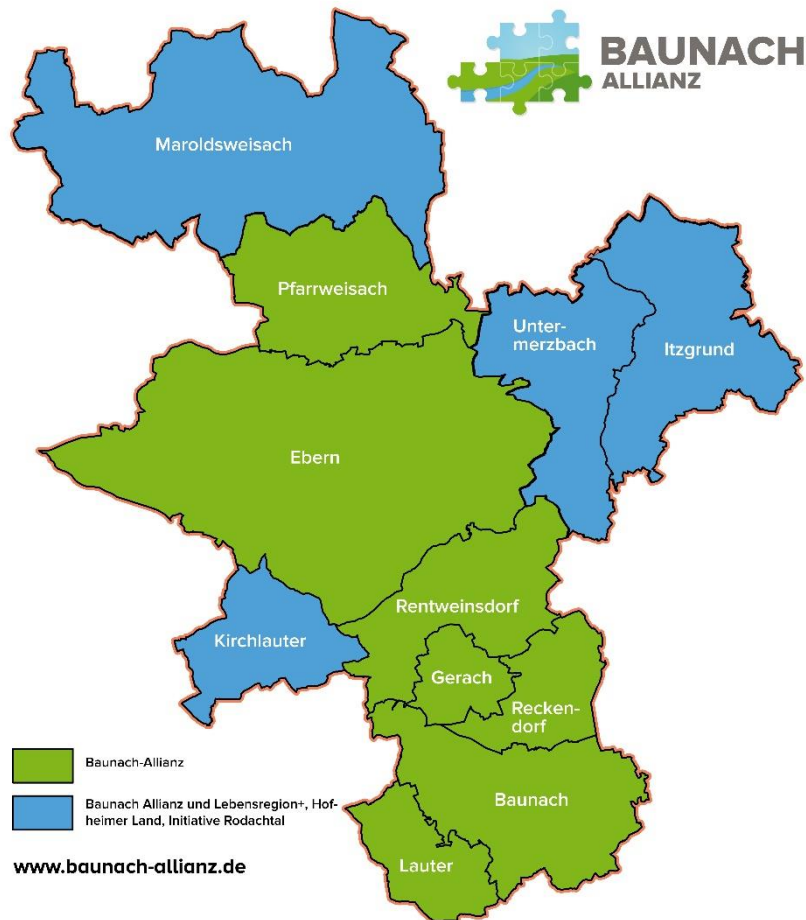 BAUNACH
ALLIANZ
Maroldsweisach
Pfarrweisach
Unter-
merzbach
Itzgrund
Ebern
Rentweinsdorf
Kirchlauter
Gerach
Recken-
dorf
Baunach
Lauter
Baunach-Allianz
Baunach Allianz und Lebensregion+, Hof-
heimer Land, Initiative Rodachtal
www.baunach-allianz.de